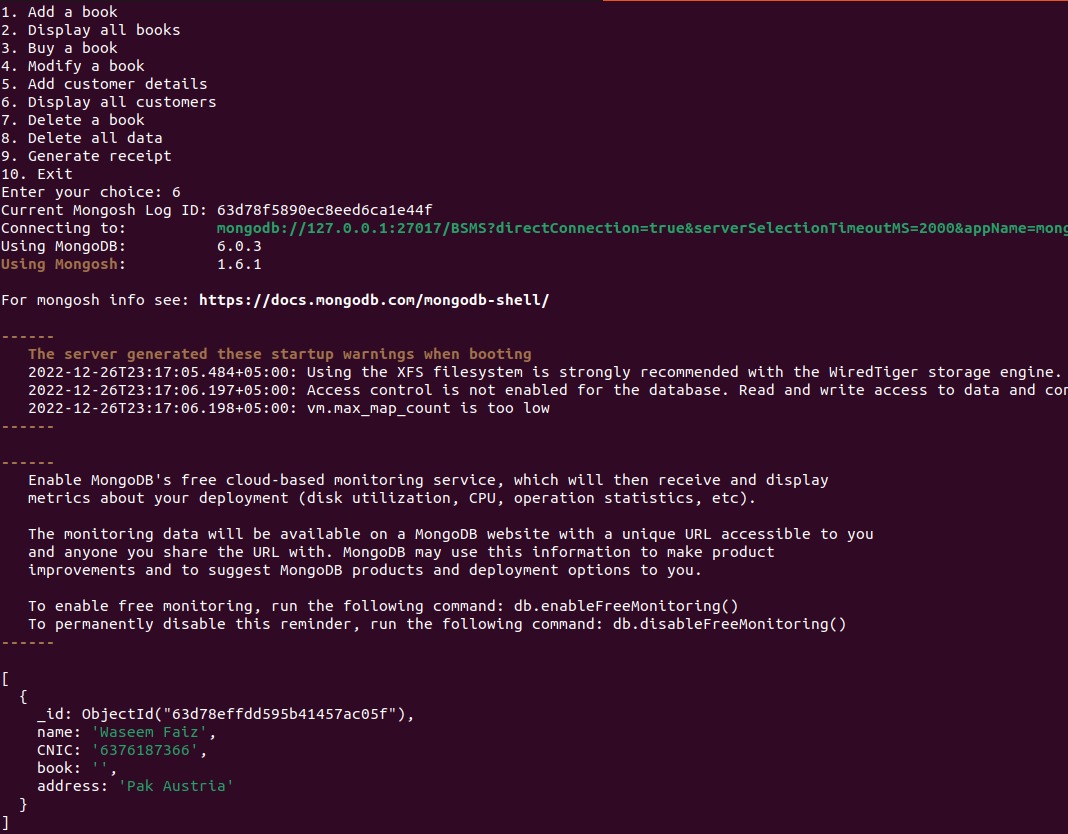 1. Add a book
2. Display all books
3. Buy a book
4. Modify a book
5. Add customer details
6. Display all customers
7. Delete a book
8. Delete all data
9. Generate receipt
10. Exit
Enter your choice: 6
Current Mongosh Log ID: 63d78f5890ec8eed6ca1e44f
Connecting to:          mongodb://127.0.0.1:27017/BSMS?directConnection=true&serverSelectionTimeoutMS=2000&appName=mong
Using MongoDB:          6.0.3
Using Mongosh:          1.6.1
For mongosh info see: https://docs.mongodb.com/mongodb-shell/
------
   The server generated these startup warnings when booting
   2022-12-26T23:17:05.484+05:00: Using the XFS filesystem is strongly recommended with the WiredTiger storage engine.
   2022-12-26T23:17:06.197+05:00: Access control is not enabled for the database. Read and write access to data and con
   2022-12-26T23:17:06.198+05:00: vm.max_map_count is too low
------
------
   Enable MongoDB's free cloud-based monitoring service, which will then receive and display
   metrics about your deployment (disk utilization, CPU, operation statistics, etc).
   The monitoring data will be available on a MongoDB website with a unique URL accessible to you
   and anyone you share the URL with. MongoDB may use this information to make product
   improvements and to suggest MongoDB products and deployment options to you.
   To enable free monitoring, run the following command: db.enableFreeMonitoring()
   To permanently disable this reminder, run the following command: db.disableFreeMonitoring()
------
[
  {
    _id: ObjectId("63d78effdd595b41457ac05f"),
    name: 'Waseem Faiz',
    CNIC: '6376187366',
    book: '',
    address: 'Pak Austria'
  }
]